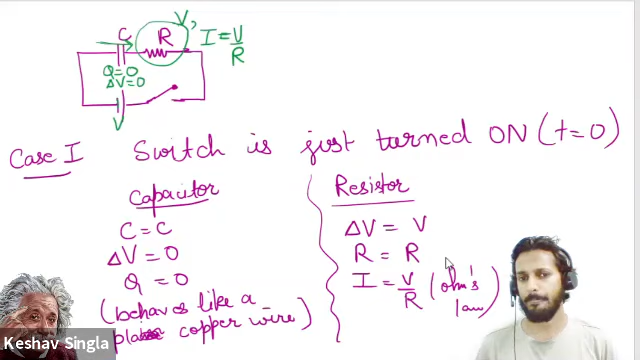 C R V, I = V/R
Q=0
ΔV=0
V
Case I Switch is just turned ON (t=0)
Capacitor
C = C
ΔV = 0
Q = 0
(behaves like a
copper wire)
Resistor
ΔV = V
R = R
I = V/R (ohm's
law)
Keshav Singla